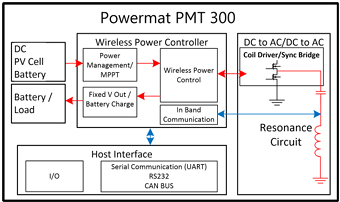 Powermat PMT 300
DC
PV Cell
Battery
Battery /
Load
Wireless Power Controller
Power
Management/
MPPT
Wireless Power
Control
Fixed V Out /
Battery Charge
In Band
Communication
DC to AC/DC to AC
Coil Driver/Sync Bridge
Resonance
Circuit
Host Interface
I/O
Serial Communication (UART)
RS232
CAN BUS